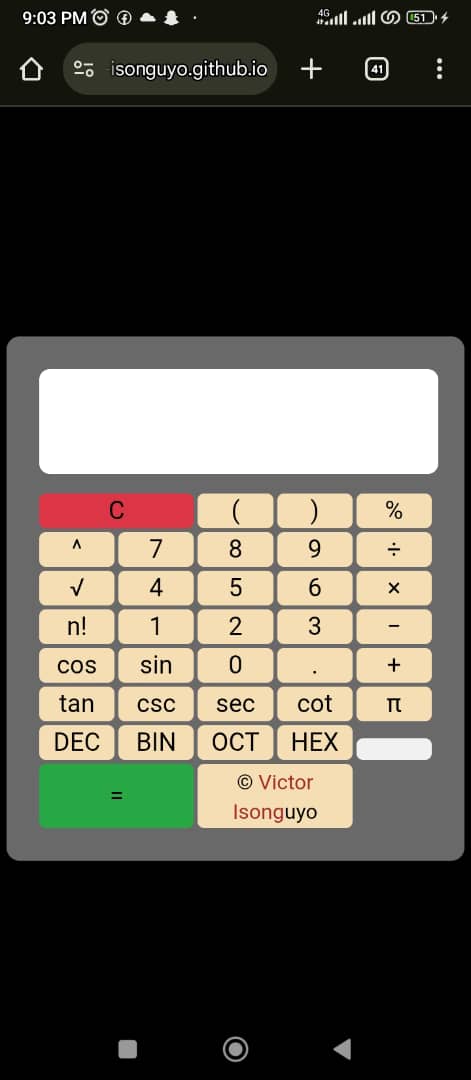 9:03 PM 4G 51
isonguyo.github.io 41
C ( ) %
^ 7 8 9 ÷
√ 4 5 6 ×
n! 1 2 3 −
cos sin 0 . +
tan csc sec cot π
DEC BIN OCT HEX
= © Victor
Isonguyo